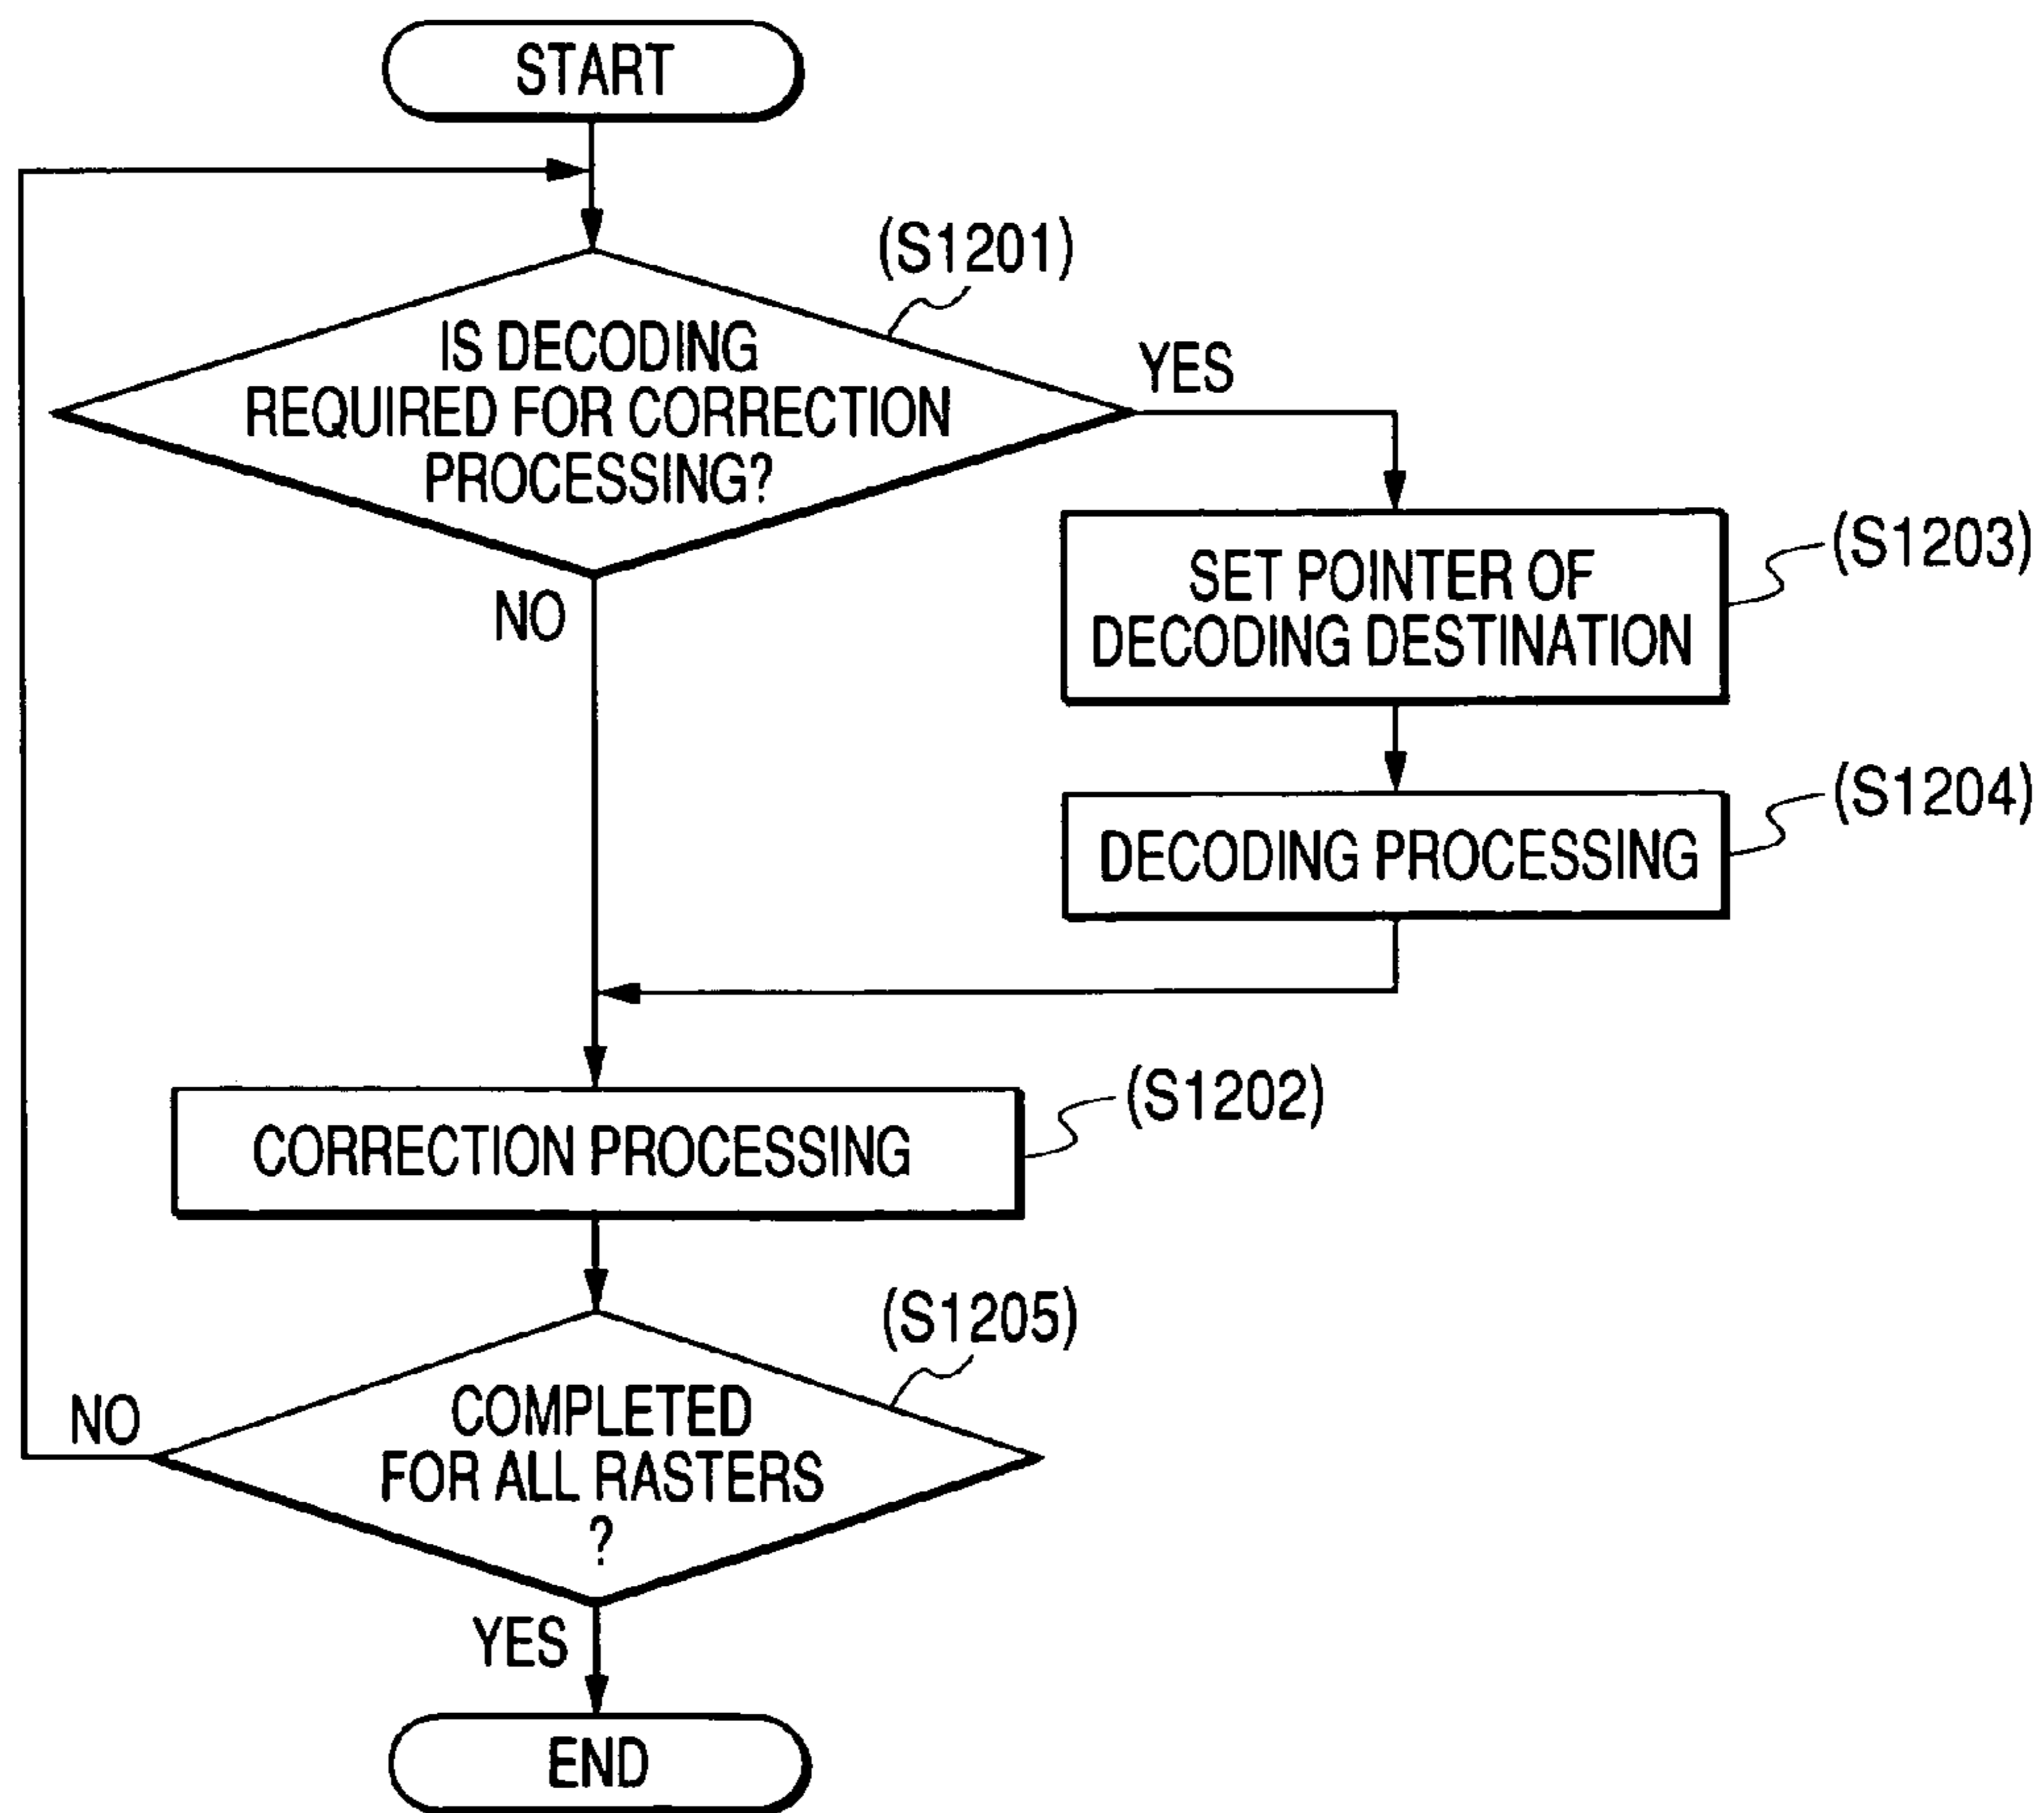 START
(S1201)
IS DECODING
REQUIRED FOR CORRECTION
PROCESSING?
YES
NO
(S1203)
SET POINTER OF
DECODING DESTINATION
(S1204)
DECODING PROCESSING
(S1202)
CORRECTION PROCESSING
(S1205)
COMPLETED
FOR ALL RASTERS
?
NO
YES
END